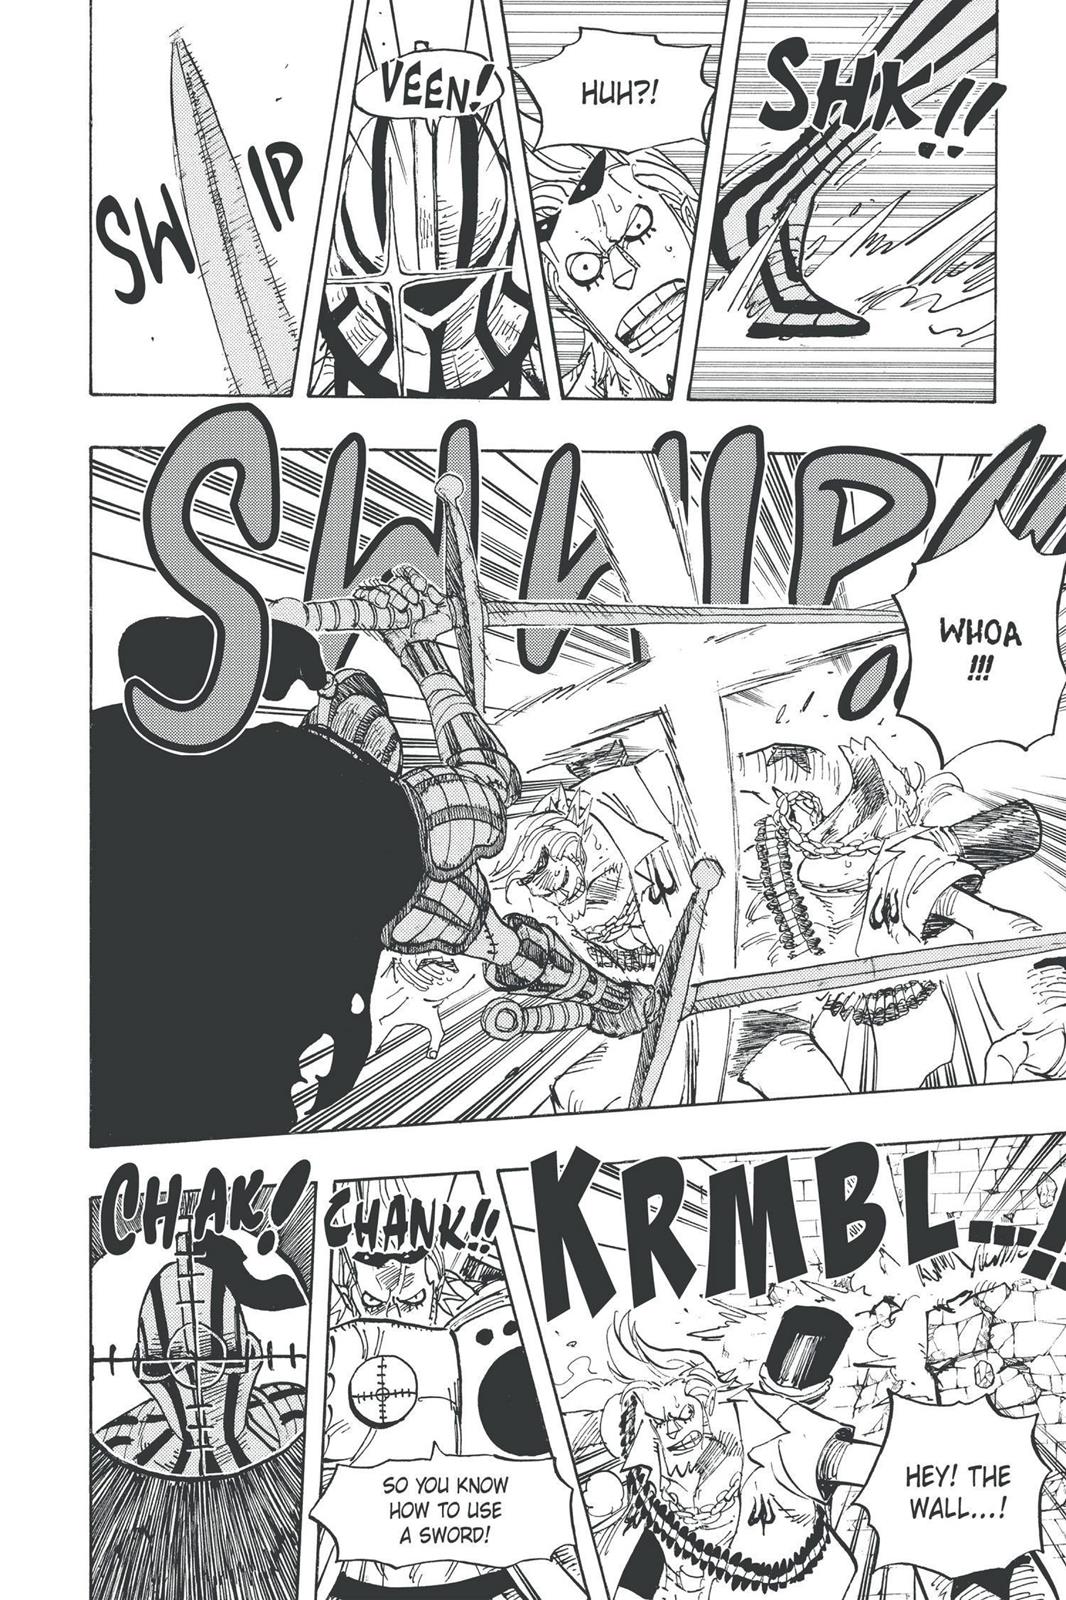 SHK!!
HUH?!
VEEN!
SWIP
WHOA
!!!
SWIP!!
KRMBL...!!
HEY! THE
WALL...!
CHANK!!
SO YOU KNOW
HOW TO USE
A SWORD!
CHAK!